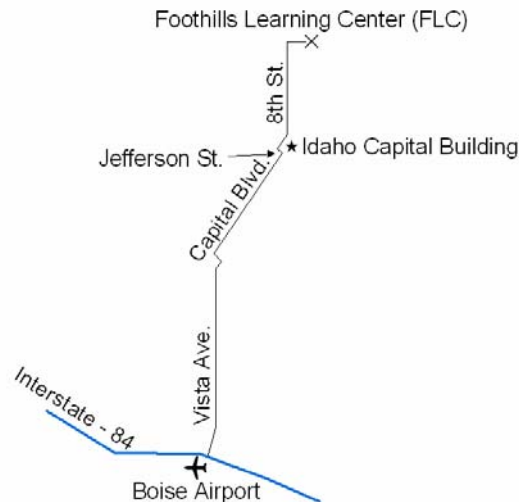 Foothills Learning Center (FLC)
8th St.
Jefferson St.
Idaho Capital Building
Capital Blvd.
Vista Ave.
Interstate - 84
Boise Airport